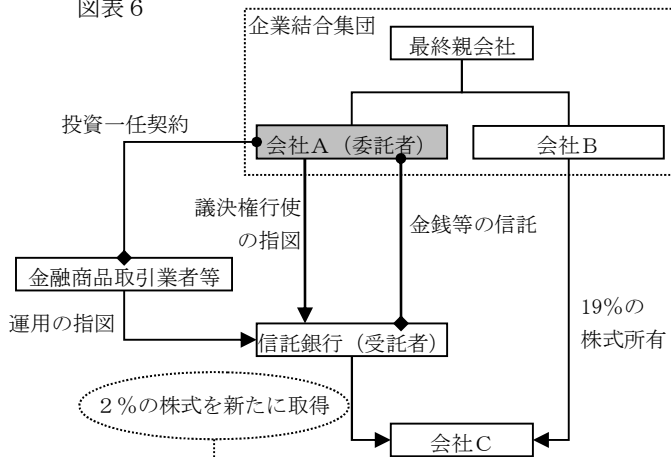 図表6
企業結合集団
最終親会社
投資一任契約
会社A（委託者）
会社B
議決権行使
の指図
金銭等の信託
金融商品取引業者等
19%の
株式所有
運用の指図
信託銀行（受託者）
2％の株式を新たに取得
会社C